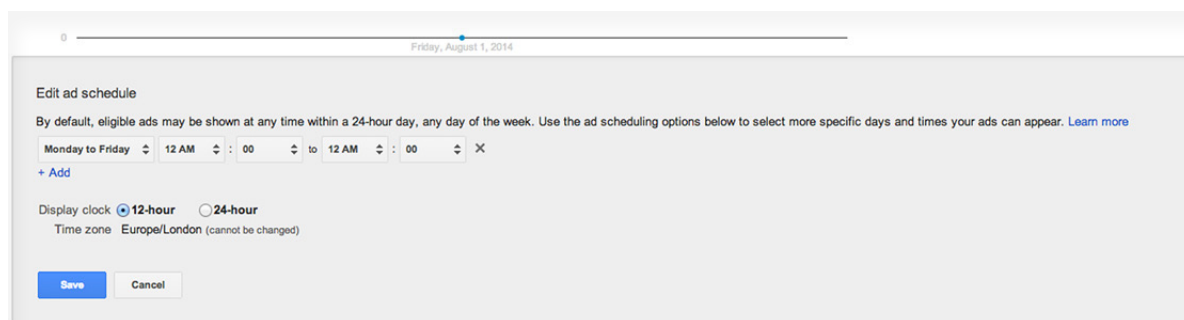 0
Friday, August 1, 2014
Edit ad schedule
By default, eligible ads may be shown at any time within a 24-hour day, any day of the week. Use the ad scheduling options below to select more specific days and times your ads can appear. Learn more
Monday to Friday 12 AM : 00 to 12 AM : 00 ✕
+ Add
Display clock 12-hour 24-hour
Time zone Europe/London (cannot be changed)
Save Cancel